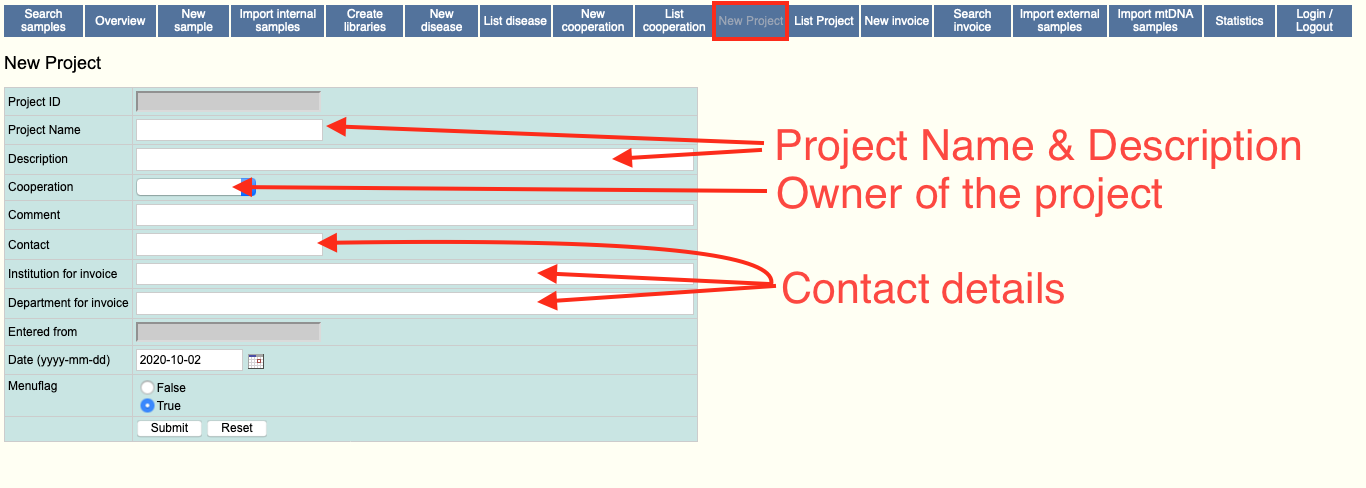 Search samples
Overview
New sample
Import internal samples
Create libraries
New disease
List disease
New cooperation
List cooperation
New Project
List Project
New invoice
Search invoice
Import external samples
Import mtDNA samples
Statistics
Login / Logout
New Project
Project ID
Project Name
Description
Project Name & Description
Cooperation
Owner of the project
Comment
Contact
Institution for invoice
Contact details
Department for invoice
Entered from
Date (yyyy-mm-dd) 2020-10-02
Menuflag False
True
Submit Reset